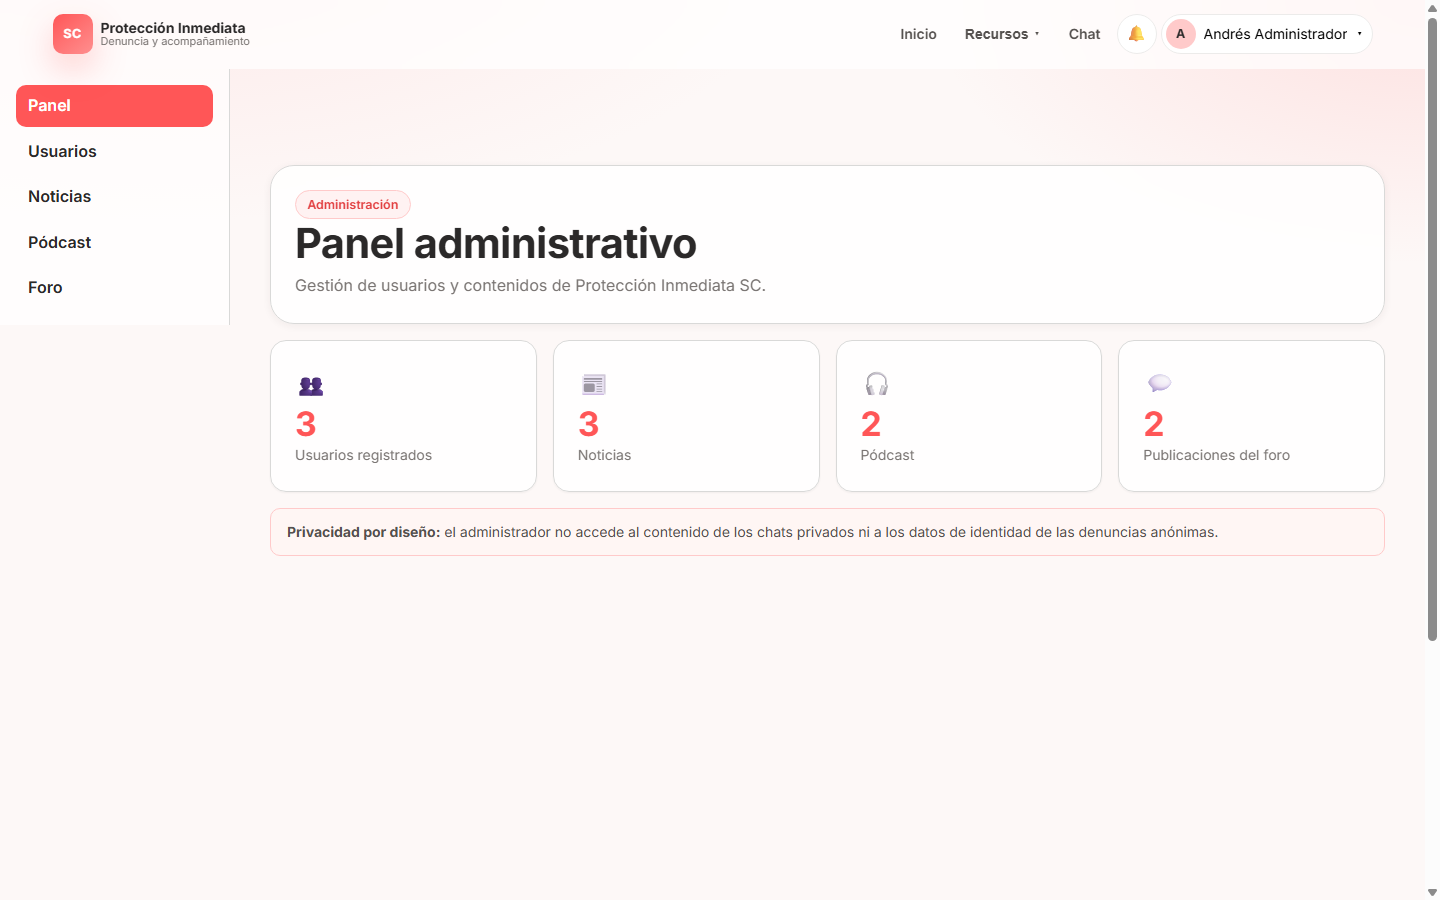 SC
Protección Inmediata
Denuncia y acompañamiento
Inicio
Recursos
Chat
A
Andrés Administrador
Panel
Usuarios
Noticias
Pódcast
Foro
Administración
Panel administrativo
Gestión de usuarios y contenidos de Protección Inmediata SC.
3
Usuarios registrados
3
Noticias
2
Pódcast
2
Publicaciones del foro
Privacidad por diseño: el administrador no accede al contenido de los chats privados ni a los datos de identidad de las denuncias anónimas.